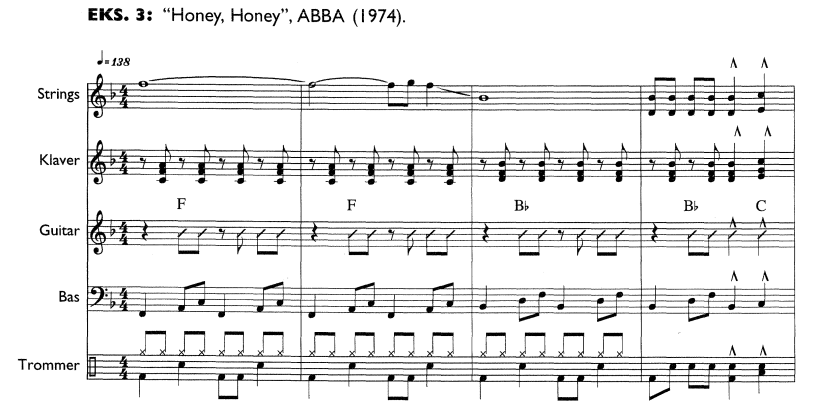 EKS. 3: “Honey, Honey”, ABBA (1974).
♩=138
Strings
Klaver
F F B♭ B♭ C
Guitar
Bas
Trommer